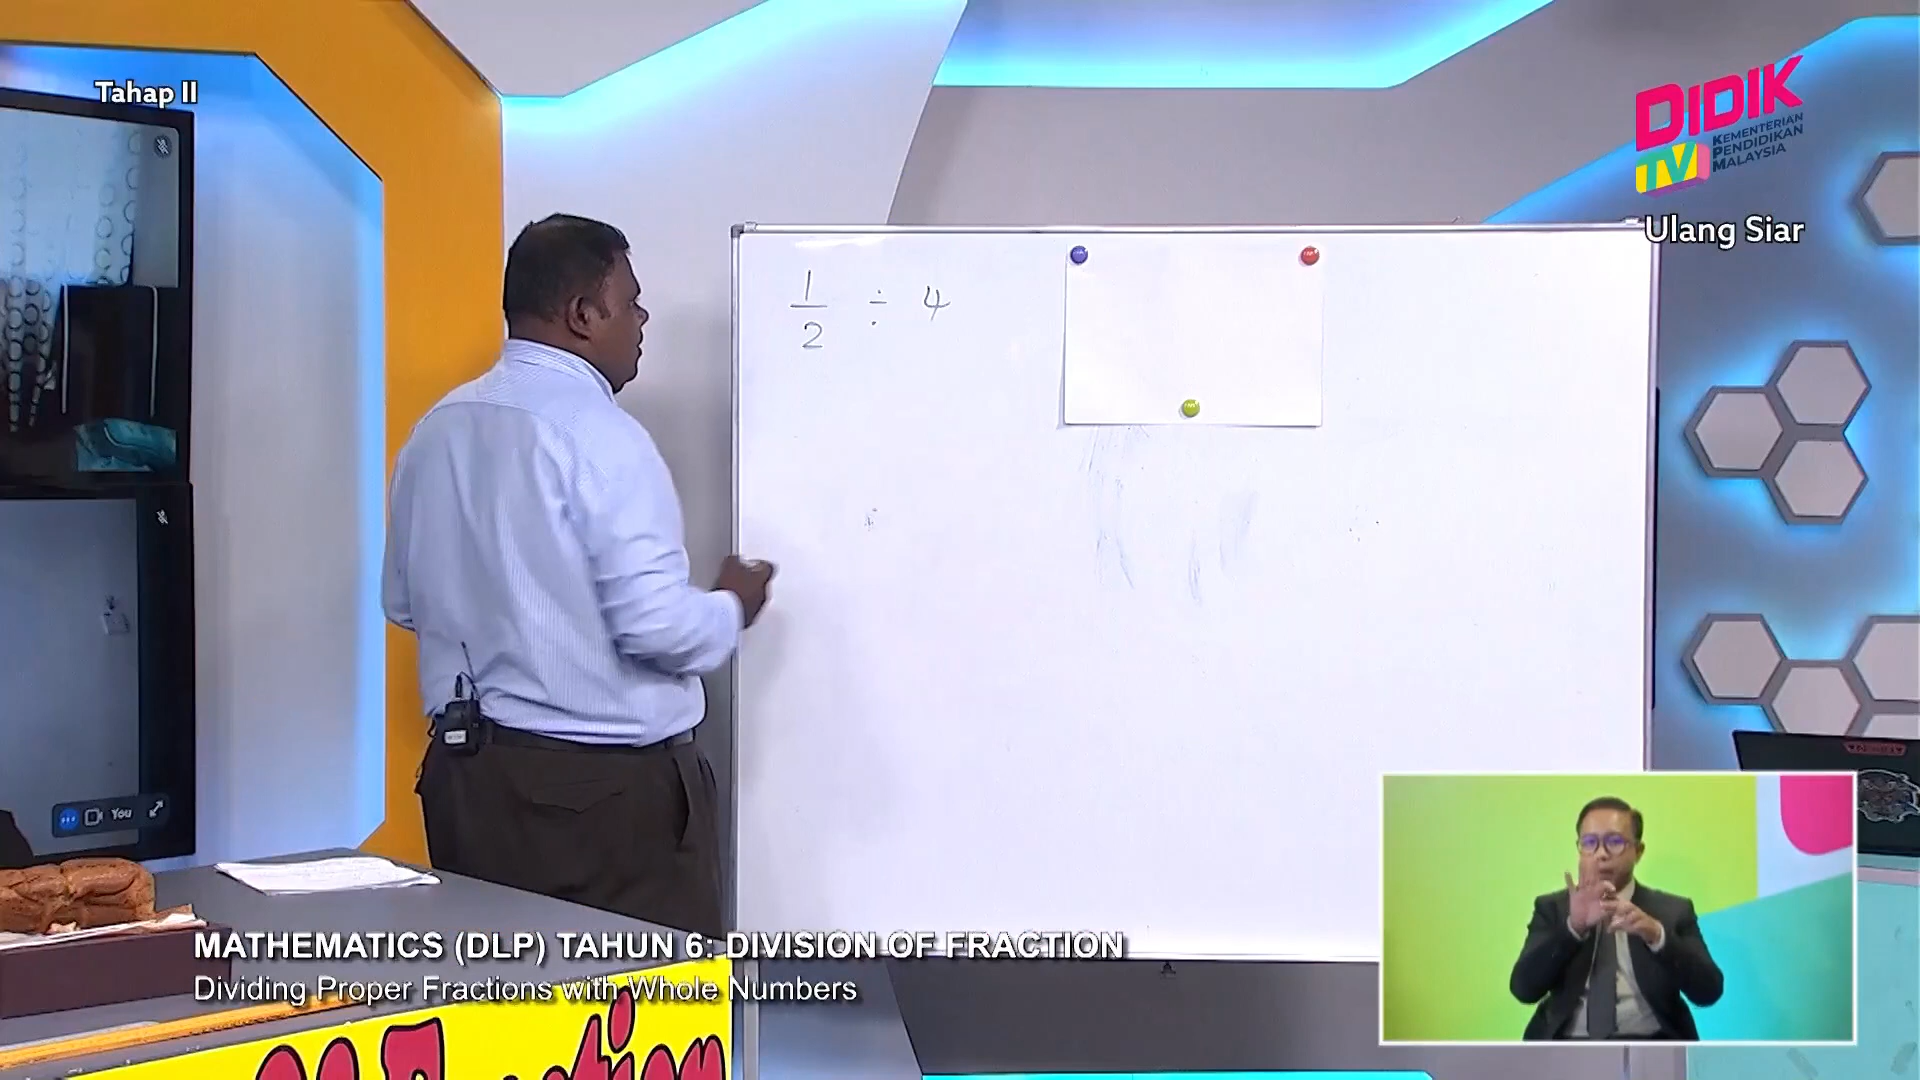 Tahap II
DIDIK
TV
KEMENTERIAN
PENDIDIKAN
MALAYSIA
Ulang Siar
1
2
÷ 4
You
MATHEMATICS (DLP) TAHUN 6: DIVISION OF FRACTION
Dividing Proper Fractions with Whole Numbers